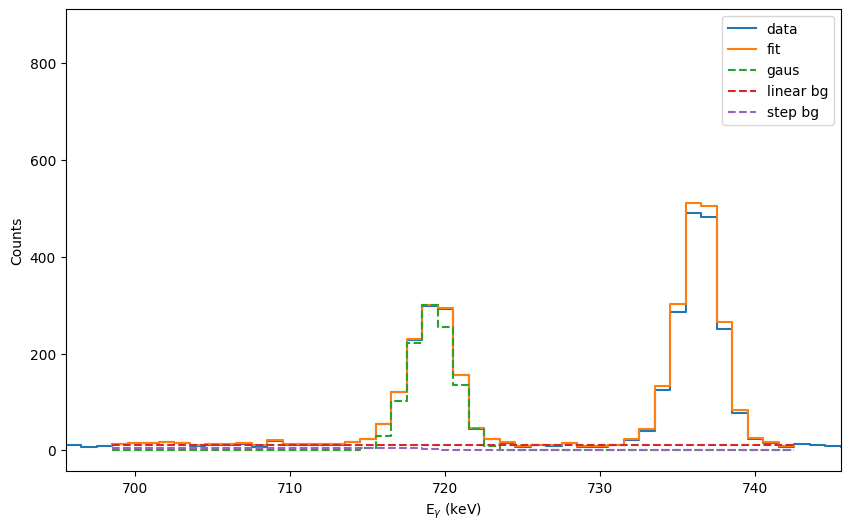 data
fit
gaus
linear bg
step bg
800
600
400
200
0
Counts
700
710
720
730
740
Eγ (keV)